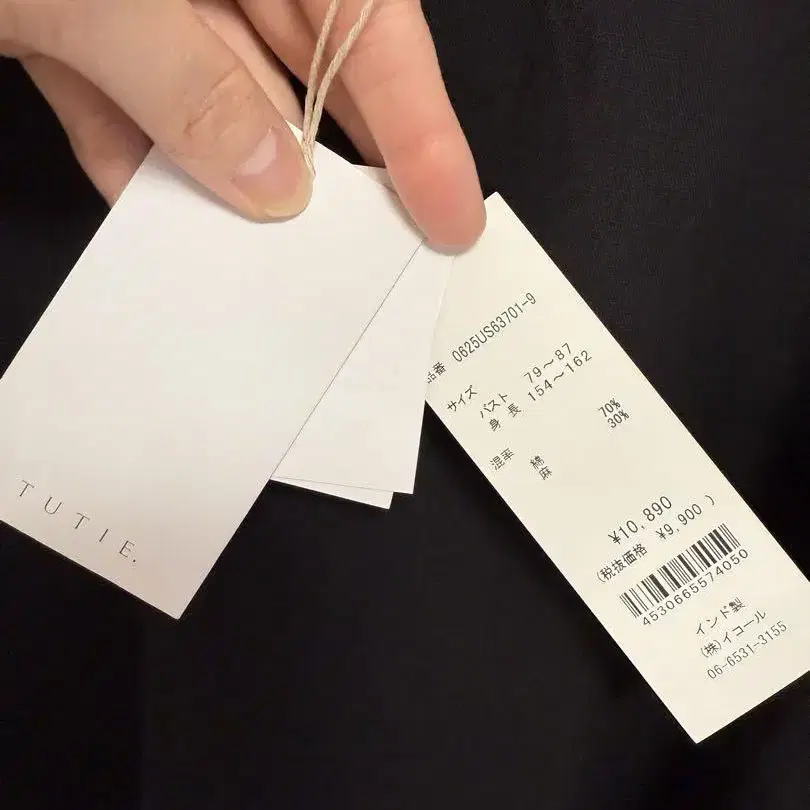 TUTIE.
品番 0625US63701-9
サイズ バスト 79～87
身長 154～162
混率 綿 70%
麻 30%
¥10,890
(税抜価格 ¥9,900 )
4530665574050
インド製
(株)イコール
06-6531-3155